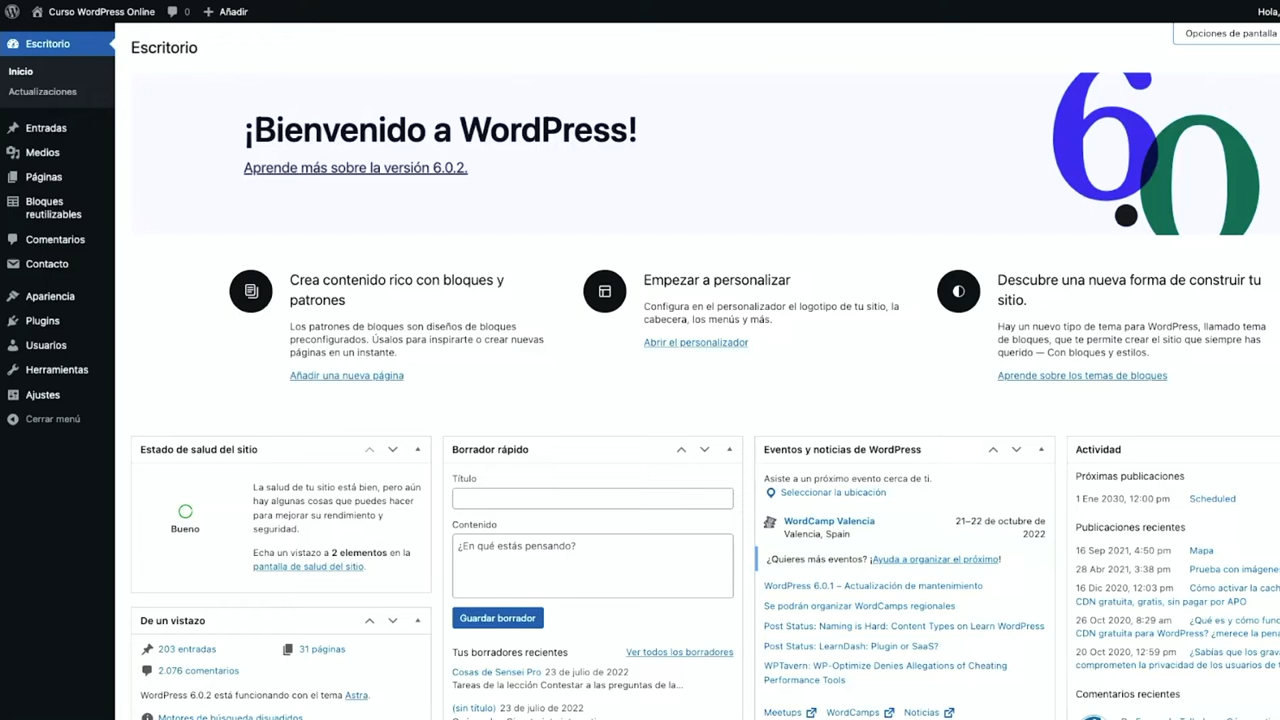 Curso WordPress Online
0
Añadir
Hola,
Escritorio
Inicio
Actualizaciones
Entradas
Medios
Páginas
Bloques
reutilizables
Comentarios
Contacto
Apariencia
Plugins
Usuarios
Herramientas
Ajustes
Cerrar menú
Escritorio
Opciones de pantalla
¡Bienvenido a WordPress!
Aprende más sobre la versión 6.0.2.
6.0
Crea contenido rico con bloques y
patrones
Los patrones de bloques son diseños de bloques
preconfigurados. Úsalos para inspirarte o crear nuevas
páginas en un instante.
Añadir una nueva página
Empezar a personalizar
Configura en el personalizador el logotipo de tu sitio, la
cabecera, los menús y más.
Abrir el personalizador
Descubre una nueva forma de construir tu
sitio.
Hay un nuevo tipo de tema para WordPress, llamado tema
de bloques, que te permite crear el sitio que siempre has
querido — Con bloques y estilos.
Aprende sobre los temas de bloques
Estado de salud del sitio
Bueno
La salud de tu sitio está bien, pero aún
hay algunas cosas que puedes hacer
para mejorar su rendimiento y
seguridad.
Echa un vistazo a 2 elementos en la
pantalla de salud del sitio.
De un vistazo
203 entradas
31 páginas
2.076 comentarios
WordPress 6.0.2 está funcionando con el tema Astra.
Motores de búsqueda disuadidos
Borrador rápido
Título
Contenido
¿En qué estás pensando?
Guardar borrador
Tus borradores recientes
Ver todos los borradores
Cosas de Sensei Pro 23 de julio de 2022
Tareas de la lección Contestar a las preguntas de la...
(sin título) 23 de julio de 2022
Eventos y noticias de WordPress
Asiste a un próximo evento cerca de ti.
Seleccionar la ubicación
WordCamp Valencia
Valencia, Spain
21–22 de octubre de
2022
¿Quieres más eventos? ¡Ayuda a organizar el próximo!
WordPress 6.0.1 – Actualización de mantenimiento
Se podrán organizar WordCamps regionales
Post Status: Naming is Hard: Content Types on Learn WordPress
Post Status: LearnDash: Plugin or SaaS?
WPTavern: WP-Optimize Denies Allegations of Cheating
Performance Tools
Meetups
WordCamps
Noticias
Actividad
Próximas publicaciones
1 Ene 2030, 12:00 pm Scheduled
Publicaciones recientes
16 Sep 2021, 4:50 pm Mapa
28 Abr 2021, 3:38 pm Prueba con imágene
16 Dic 2020, 12:03 pm Cómo activar la cach
CDN gratuita, gratis, sin pagar por APO
26 Oct 2020, 8:29 am ¿Qué es y cómo func
CDN gratuita para WordPress? ¿merece la pena
20 Oct 2020, 12:59 pm ¿Sabías que los grav
comprometen la privacidad de los usuarios de t
Comentarios recientes